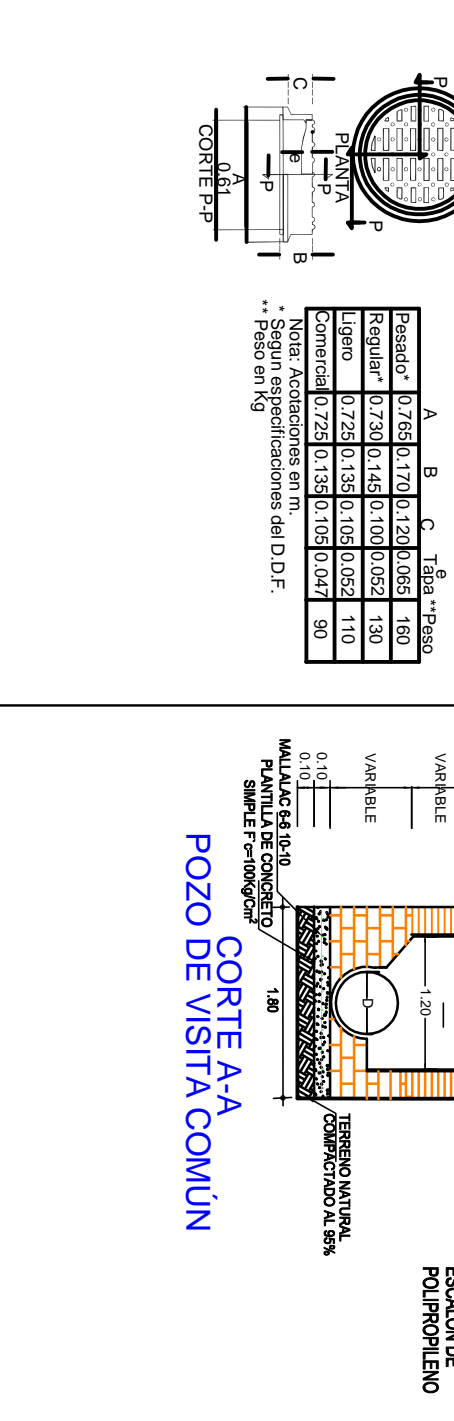 P
P
PLANTA
C
e
P
P
B
A
0.61
CORTE P-P
A B C e Tapa **Peso
Pesado* 0.765 0.170 0.120 0.065 160
Regular* 0.730 0.145 0.100 0.052 130
Ligero 0.725 0.135 0.105 0.052 110
Comercial 0.725 0.135 0.105 0.047 90
Nota: Acotaciones en m.
* Segun especificaciones del D.D.F.
** Peso en Kg
VARIABLE
VARIABLE
0.10
0.10
1.20
D
MALLALAC 6-6 10-10
PLANTILLA DE CONCRETO
SIMPLE F'c=100Kg/Cm²
1.80
TERRENO NATURAL
COMPACTADO AL 95%
ESCALON DE
POLIPROPILENO
CORTE A-A
POZO DE VISITA COMÚN